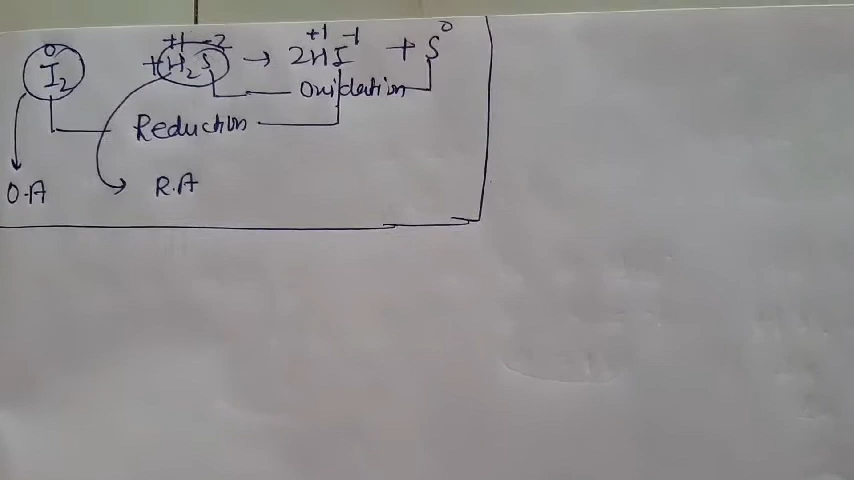 0 +1 -2 +1 -1 0
I2 + H2S → 2HI + S
Oxidation
Reduction
O.A R.A